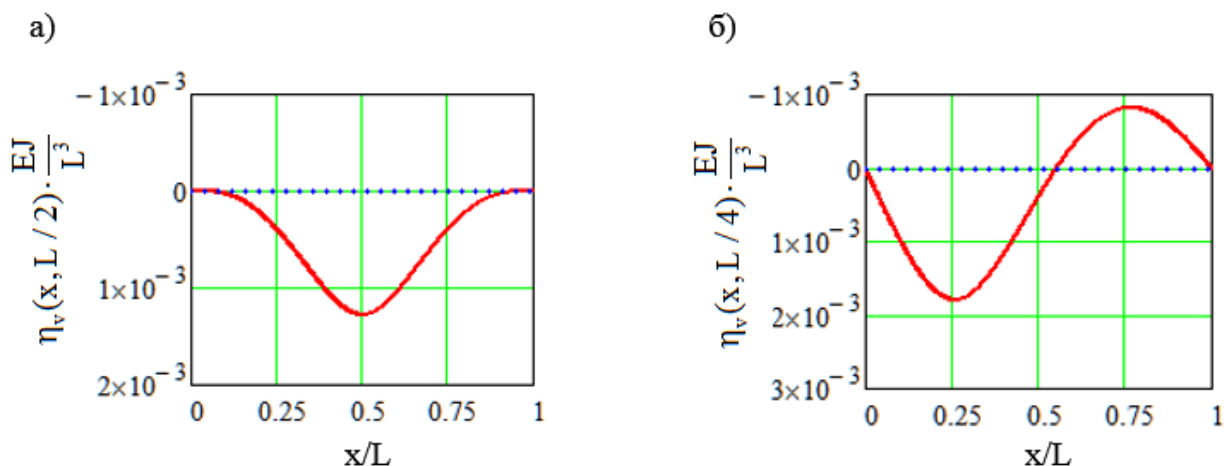 а)
−1×10⁻³
0
1×10⁻³
2×10⁻³
ηᵥ(x, L / 2)·EJ/L³
0 0.25 0.5 0.75 1
x/L
б)
−1×10⁻³
0
1×10⁻³
2×10⁻³
3×10⁻³
ηᵥ(x, L / 4)·EJ/L³
0 0.25 0.5 0.75 1
x/L